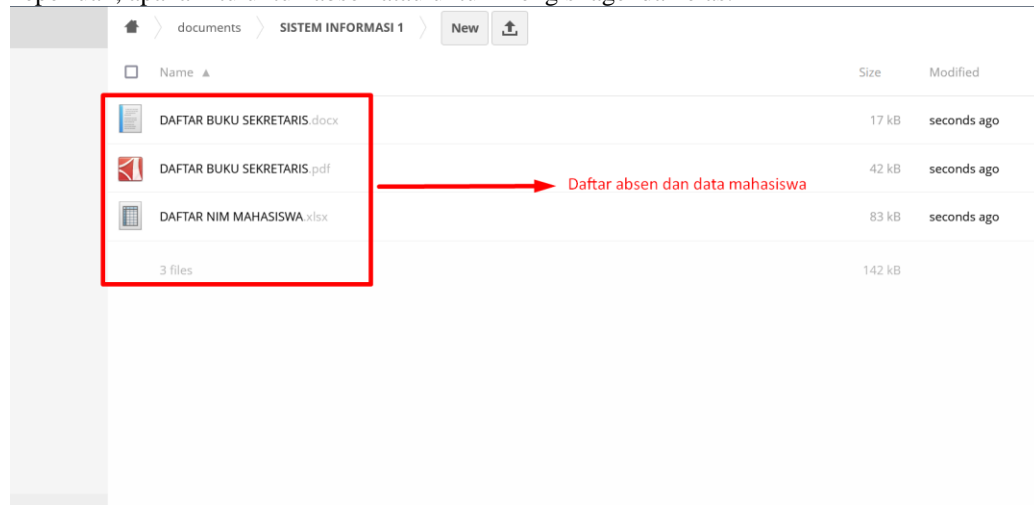 documents SISTEM INFORMASI 1 New
Name Size Modified
DAFTAR BUKU SEKRETARIS.docx 17 kB seconds ago
DAFTAR BUKU SEKRETARIS.pdf 42 kB seconds ago
Daftar absen dan data mahasiswa
DAFTAR NIM MAHASISWA.xlsx 83 kB seconds ago
3 files 142 kB